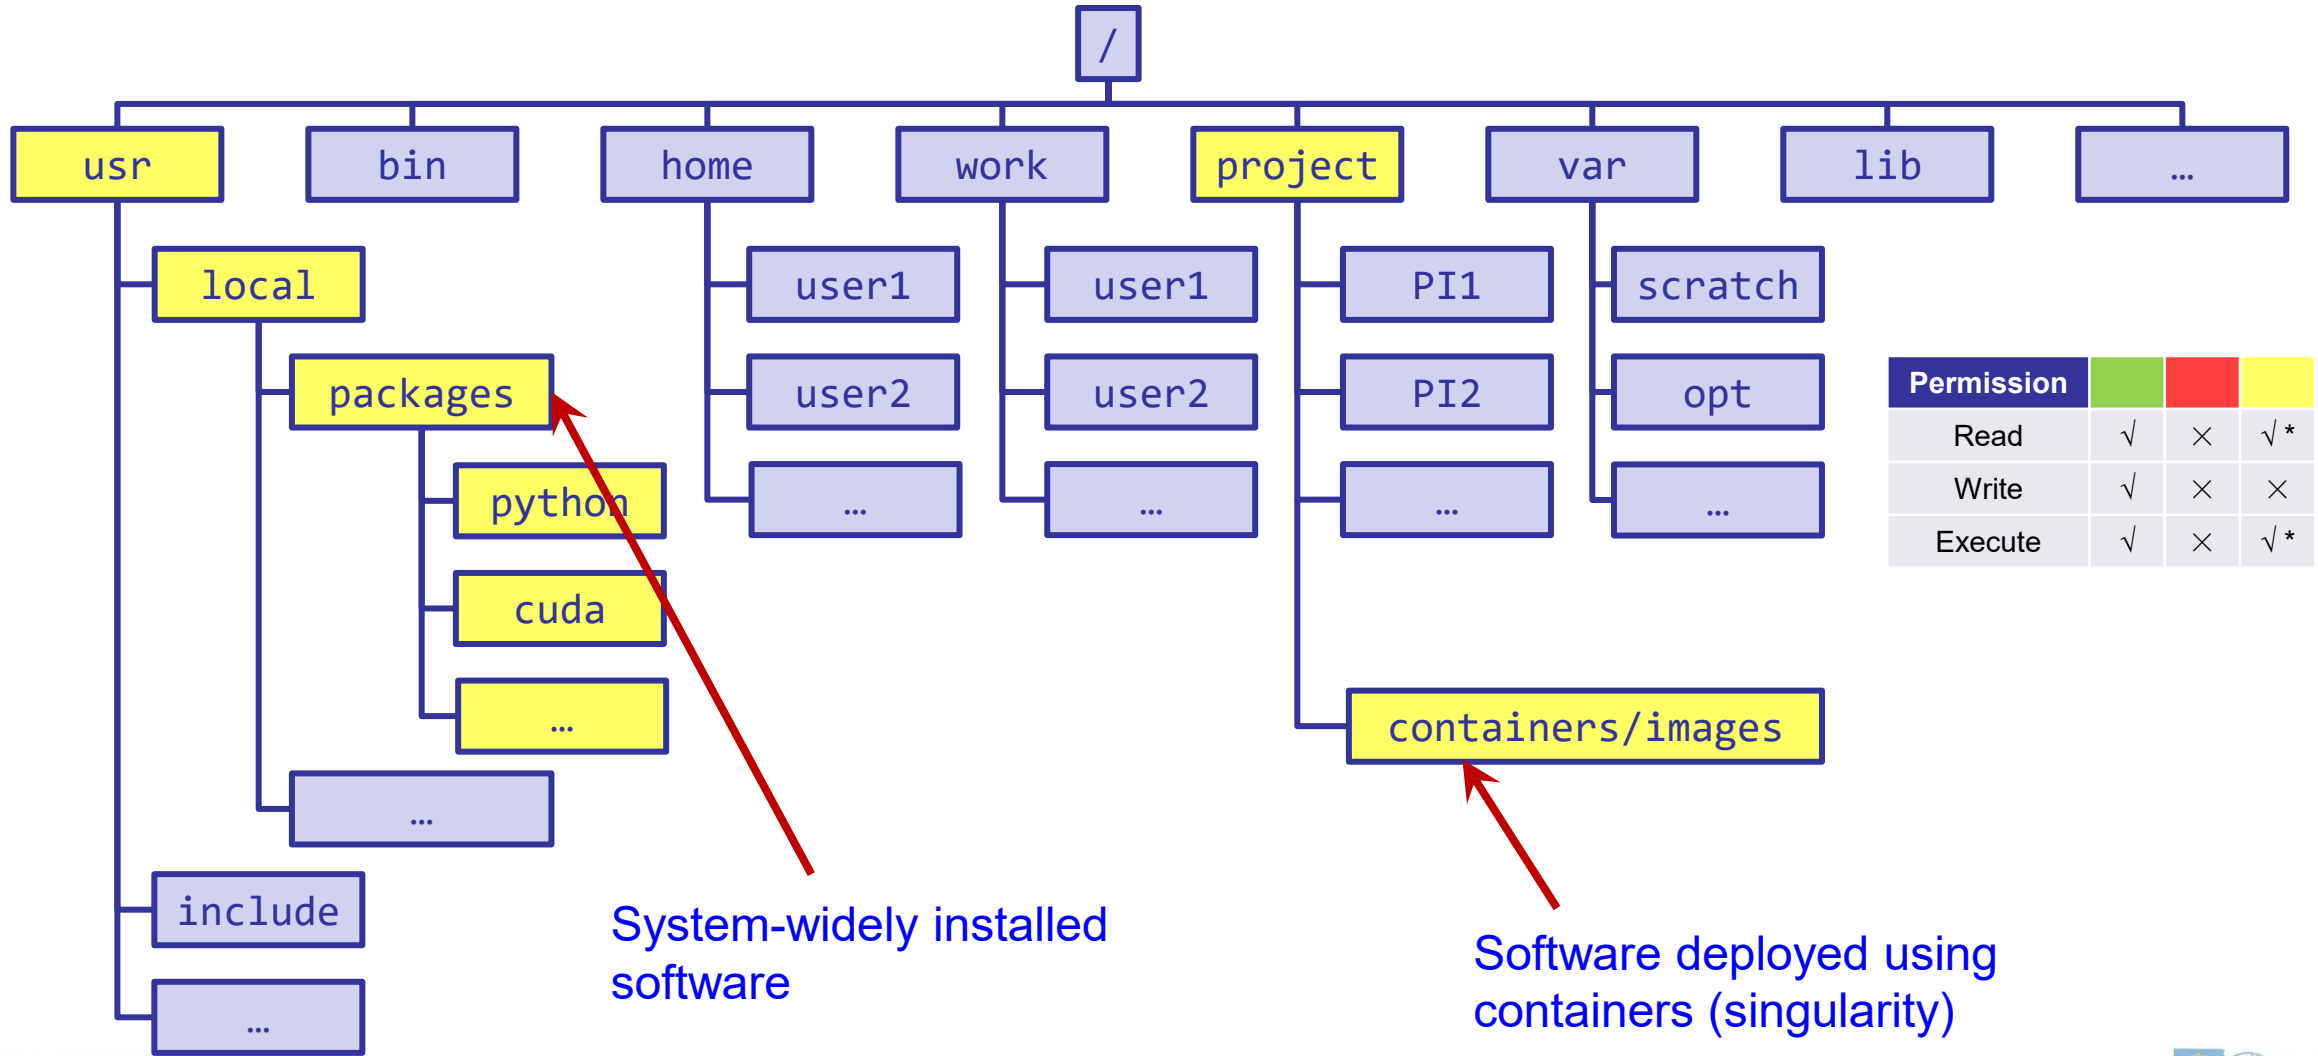 /
usr
bin
home
work
project
var
lib
…
local
user1
user1
PI1
scratch
packages
user2
user2
PI2
opt
Permission
Read √ × √ *
Write √ × ×
Execute √ × √ *
python
…
…
…
…
cuda
…
containers/images
…
include
System-widely installed
software
Software deployed using
containers (singularity)
…